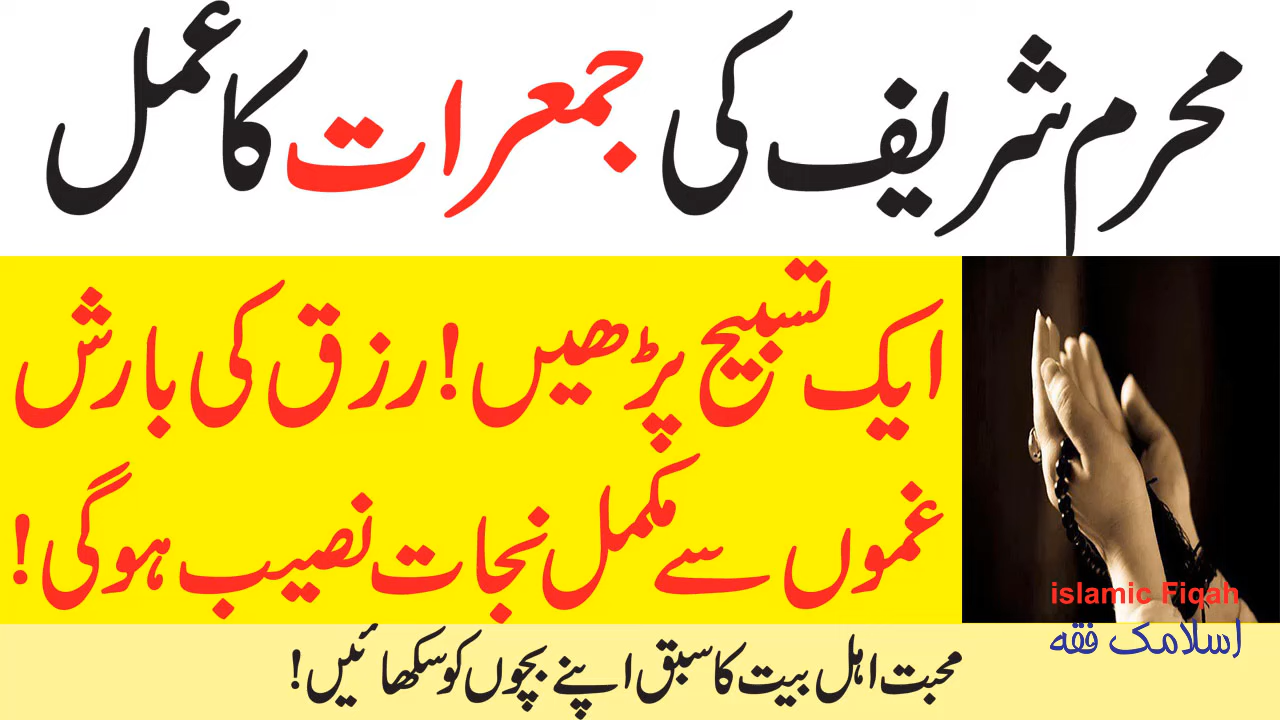 محرم شریف کی جمعرات کا عمل
ایک تسبیح پڑھیں! رزق کی بارش
غموں سے مکمل نجات نصیب ہوگی!
islamic Fiqah
اسلامک فقہ
محبت اہل بیت کا سبق اپنے بچوں کو سکھائیں!